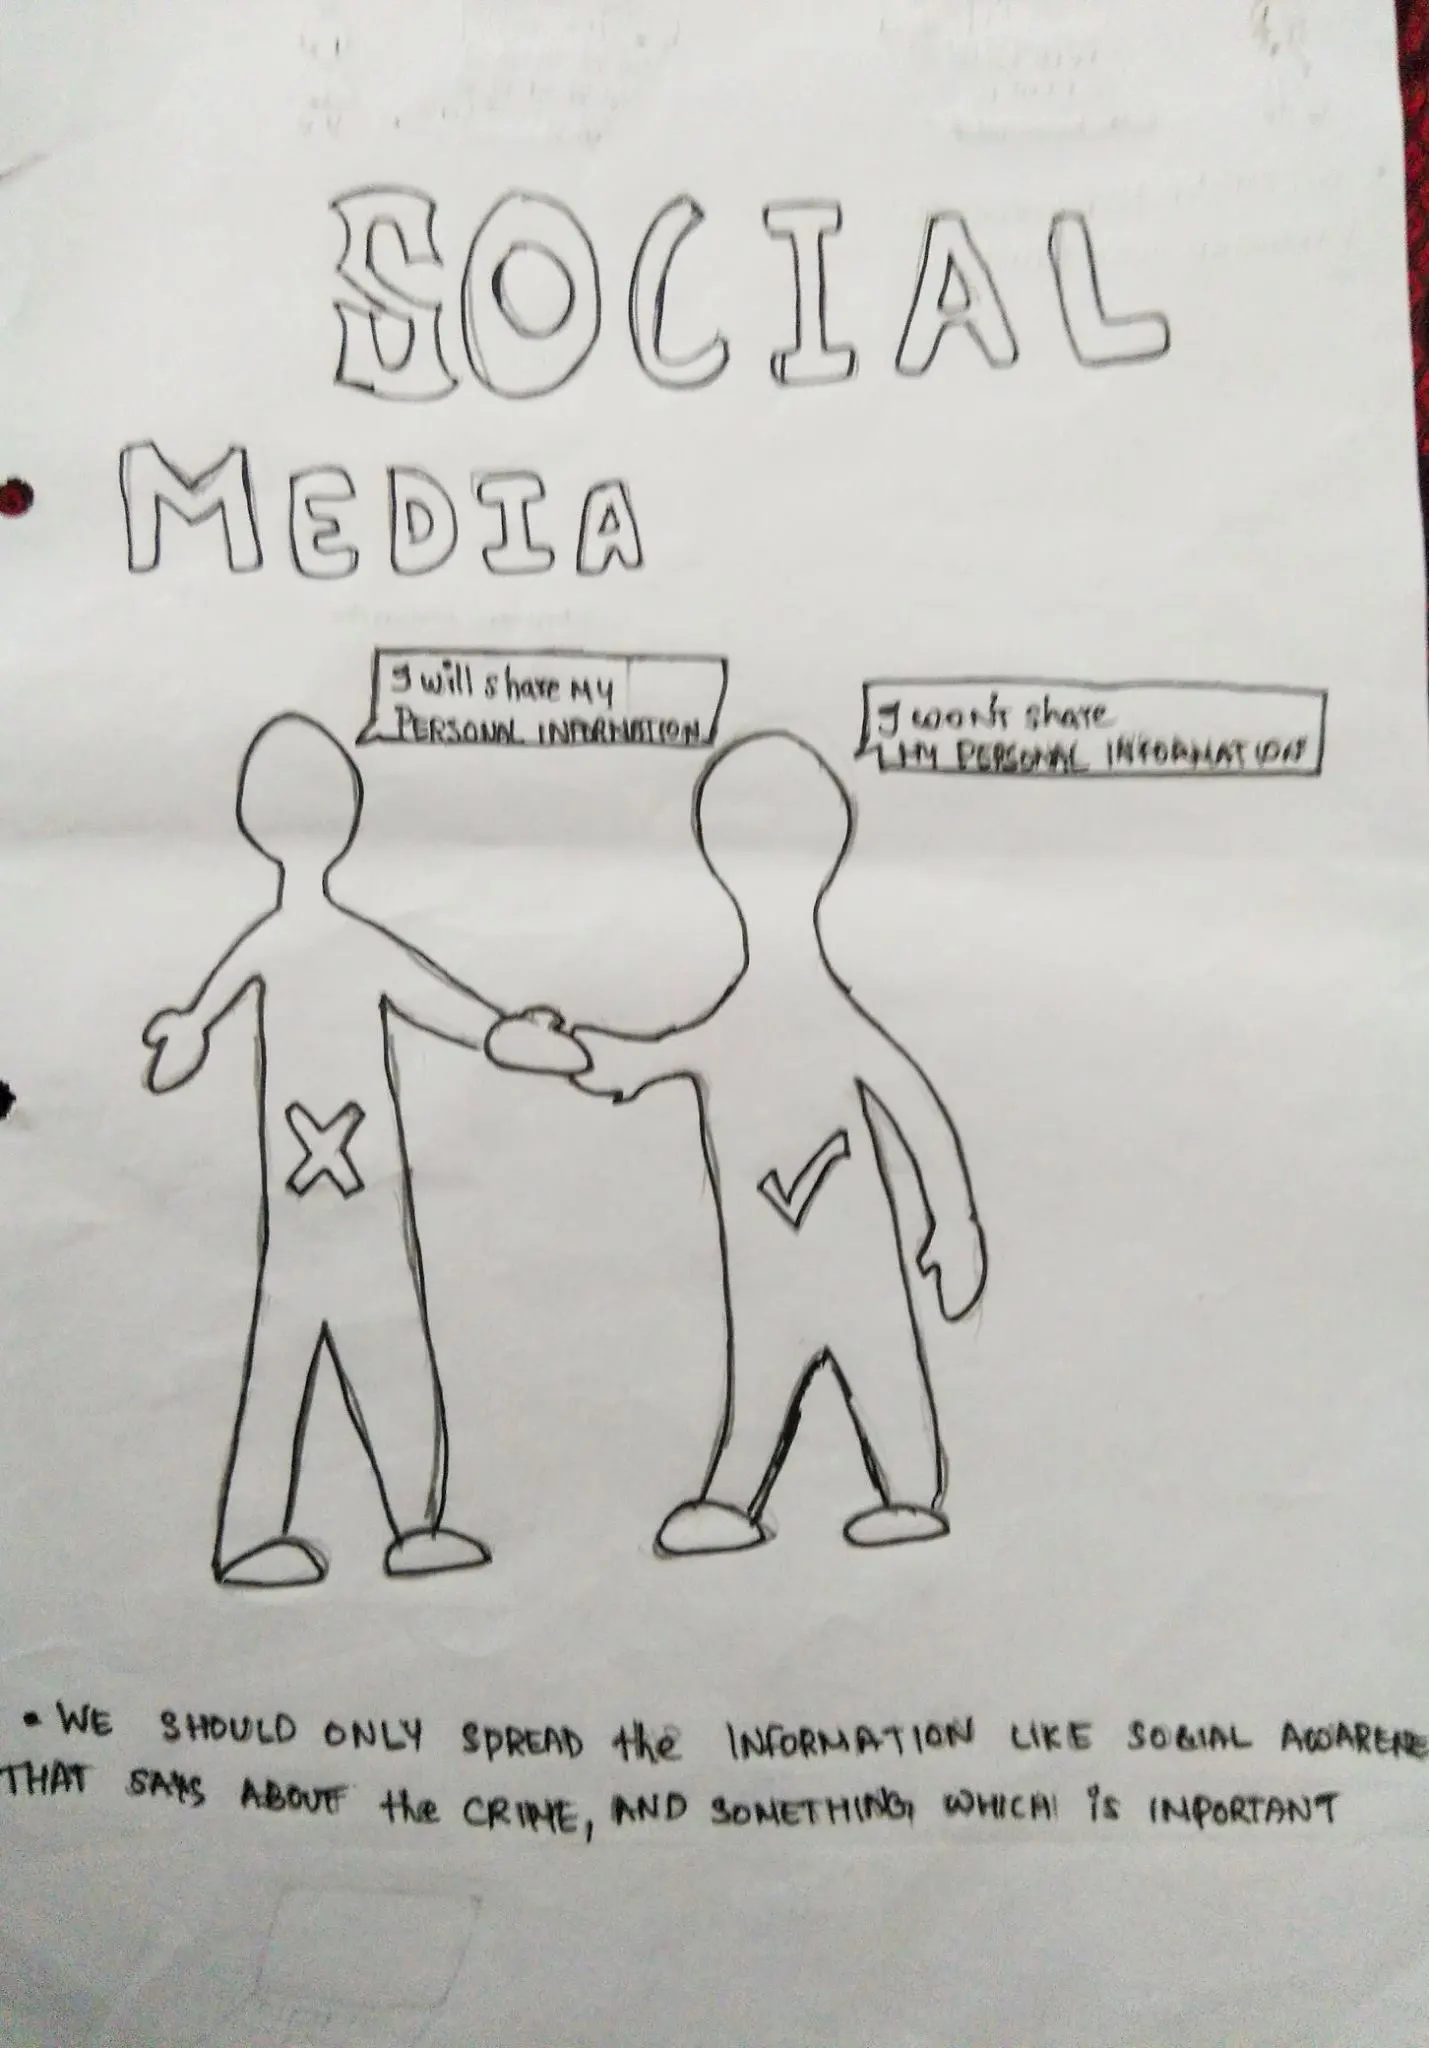 SOCIAL
MEDIA
I will share MY
PERSONAL INFORMATION
I won't share
MY PERSONAL INFORMATION
• WE SHOULD ONLY SPREAD the INFORMATION LIKE SOCIAL AWARENE
THAT SAYS ABOUT the CRIME, AND SOMETHING, WHICH is IMPORTANT